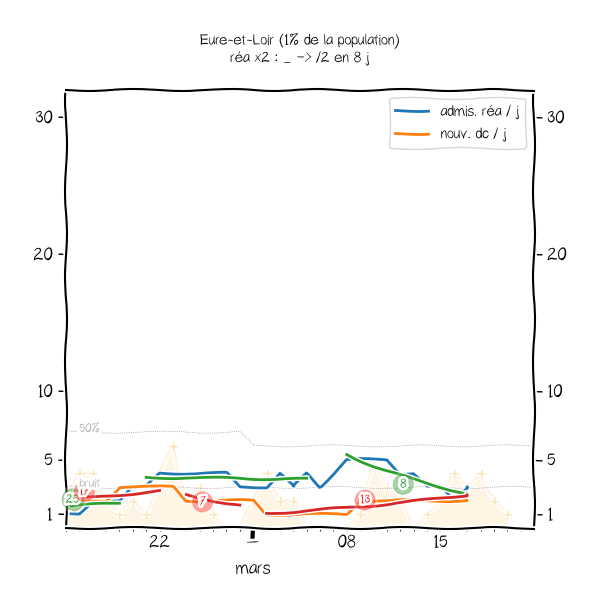 Eure-et-Loir (1% de la population)
réa x2 : _ -> /2 en 8 j
admis. réa / j
nouv. dc / j
30
30
20
20
10
10
50%
5
5
bruit
8
7
13
1
1
22
08
15
mars